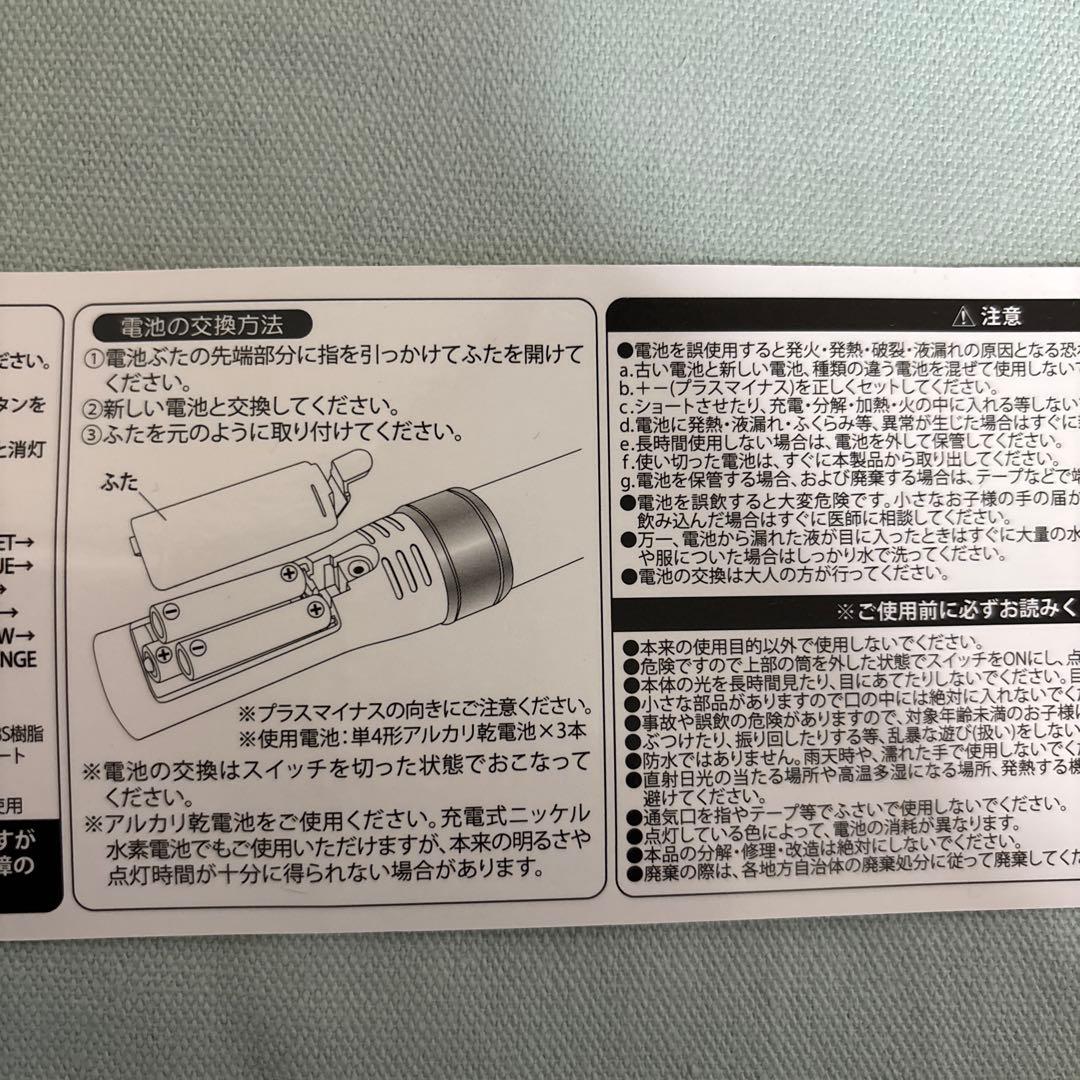 ださい。
タンを
と消灯
ET→
UE→
→
→
W→
NGE
BS樹脂
ート
使用
すが
障の
電池の交換方法
①電池ぶたの先端部分に指を引っかけてふたを開けて
ください。
②新しい電池と交換してください。
③ふたを元のように取り付けてください。
ふた
※プラスマイナスの向きにご注意ください。
※使用電池:単4形アルカリ乾電池×3本
※電池の交換はスイッチを切った状態でおこなって
ください。
※アルカリ乾電池をご使用ください。充電式ニッケル
水素電池でもご使用いただけますが、本来の明るさや
点灯時間が十分に得られない場合があります。
⚠注意
●電池を誤使用すると発火・発熱・破裂・液漏れの原因となる恐
a.古い電池と新しい電池、種類の違う電池を混ぜて使用しない
b.+−(プラスマイナス)を正しくセットしてください。
c.ショートさせたり、充電・分解・加熱・火の中に入れる等しない
d.電池に発熱・液漏れ・ふくらみ等、異常が生じた場合はすぐに
e.長時間使用しない場合は、電池を外して保管してください。
f.使い切った電池は、すぐに本製品から取り出してください。
g.電池を保管する場合、および廃棄する場合は、テープなどで
●電池を誤飲すると大変危険です。小さなお子様の手の届か
飲み込んだ場合はすぐに医師に相談してください。
●万一、電池から漏れた液が目に入ったときはすぐに大量の水
や服についた場合はしっかり水で洗ってください。
●電池の交換は大人の方が行ってください。
※ご使用前に必ずお読みく
●本来の使用目的以外で使用しないでください。
●危険ですので上部の筒を外した状態でスイッチをONにし、点
●本体の光を長時間見たり、目にあてたりしないでください。目
●小さな部品がありますので口の中には絶対に入れないでく
●事故や誤飲の危険がありますので、対象年齢未満のお子様に
●ぶつけたり、振り回したりする等、乱暴な遊び(扱い)をしない
●防水ではありません。雨天時や、濡れた手で使用しないでく
●直射日光の当たる場所や高温多湿になる場所、発熱する機
避けてください。
●通気口を指やテープ等でふさいで使用しないでください。
●点灯している色によって、電池の消耗が異なります。
●本品の分解・修理・改造は絶対にしないでください。
●廃棄の際は、各地方自治体の廃棄処分に従って廃棄してくだ